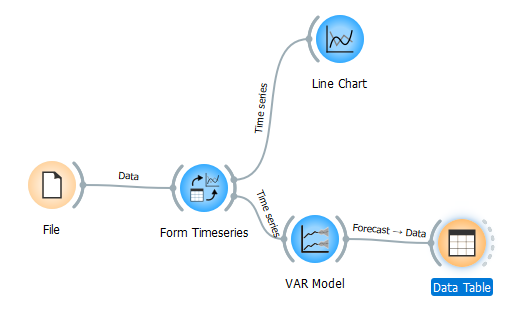 Line Chart
Time series
Data
File
Form Timeseries
Time series
VAR Model
Forecast → Data
Data Table